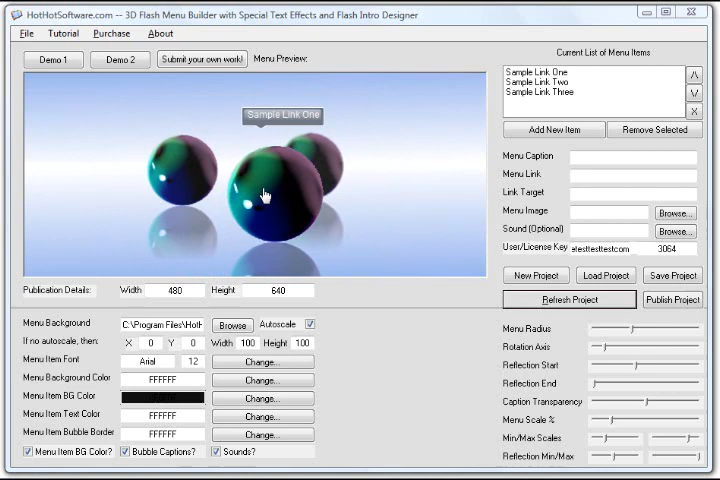 HotHotSoftware.com -- 3D Flash Menu Builder with Special Text Effects and Flash Intro Designer
File Tutorial Purchase About
Demo 1 Demo 2 Submit your own work! Menu Preview:
Sample Link One
Publication Details: Width 480 Height 640
Menu Background C:\Program Files\HotH Browse Autoscale
If no autoscale, then: X 0 Y 0 Width 100 Height 100
Menu Item Font Arial 12 Change...
Menu Background Color FFFFFF Change...
Menu Item BG Color Change...
Menu Item Text Color FFFFFF Change...
Menu Item Bubble Border FFFFFF Change...
Menu Item BG Color? Bubble Captions? Sounds?
Current List of Menu Items
Sample Link One
Sample Link Two
Sample Link Three
/\
\/
X
Add New Item Remove Selected
Menu Caption
Menu Link
Link Target
Menu Image Browse...
Sound (Optional) Browse...
User/License Key atesttesttestcom 3064
New Project Load Project Save Project
Refresh Project Publish Project
Menu Radius
Rotation Axis
Reflection Start
Reflection End
Caption Transparency
Menu Scale %
Min/Max Scales
Reflection Min/Max